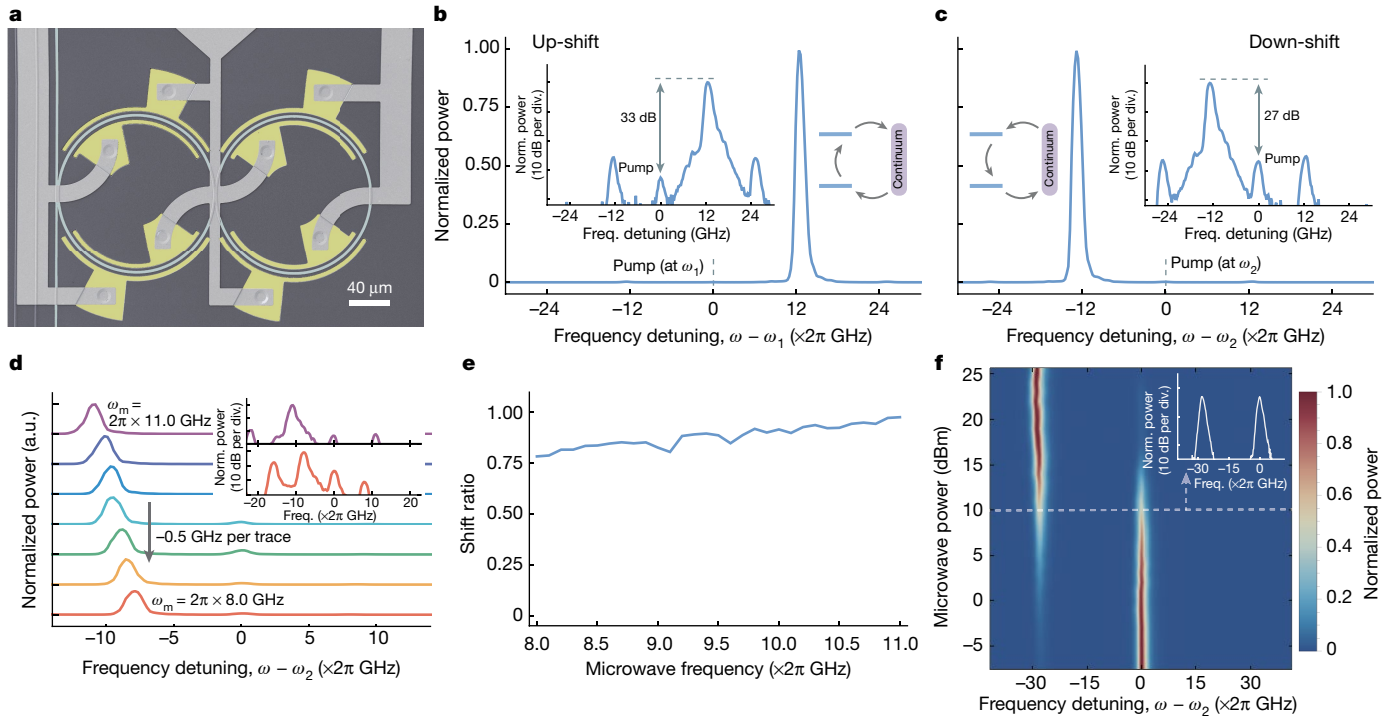 a
40 μm
b
Up-shift
Normalized power
1.00
0.75
0.50
0.25
0
Norm. power
(10 dB per div.)
33 dB
Pump
−24 −12 0 12 24
Freq. detuning (GHz)
Continuum
Pump (at ω1)
−24 −12 0 12 24
Frequency detuning, ω − ω1 (×2π GHz)
c
Down-shift
Continuum
Norm. power
(10 dB per div.)
27 dB
Pump
−24 −12 0 12 24
Freq. detuning (GHz)
Pump (at ω2)
−24 −12 0 12 24
Frequency detuning, ω − ω2 (×2π GHz)
d
Normalized power (a.u.)
ωm =
2π × 11.0 GHz
Norm. power
(10 dB per div.)
−20 −10 0 10 20
Freq. (×2π GHz)
−0.5 GHz per trace
ωm = 2π × 8.0 GHz
−10 −5 0 5 10
Frequency detuning, ω − ω2 (×2π GHz)
e
Shift ratio
1.00
0.75
0.50
0.25
0
8.0 8.5 9.0 9.5 10.0 10.5 11.0
Microwave frequency (×2π GHz)
f
Microwave power (dBm)
25
20
15
10
5
0
−5
Norm. power
(10 dB per div.)
−30 −15 0
Freq. (×2π GHz)
−30 −15 0 15 30
Frequency detuning, ω − ω2 (×2π GHz)
1.0
0.8
0.6
0.4
0.2
0
Normalized power